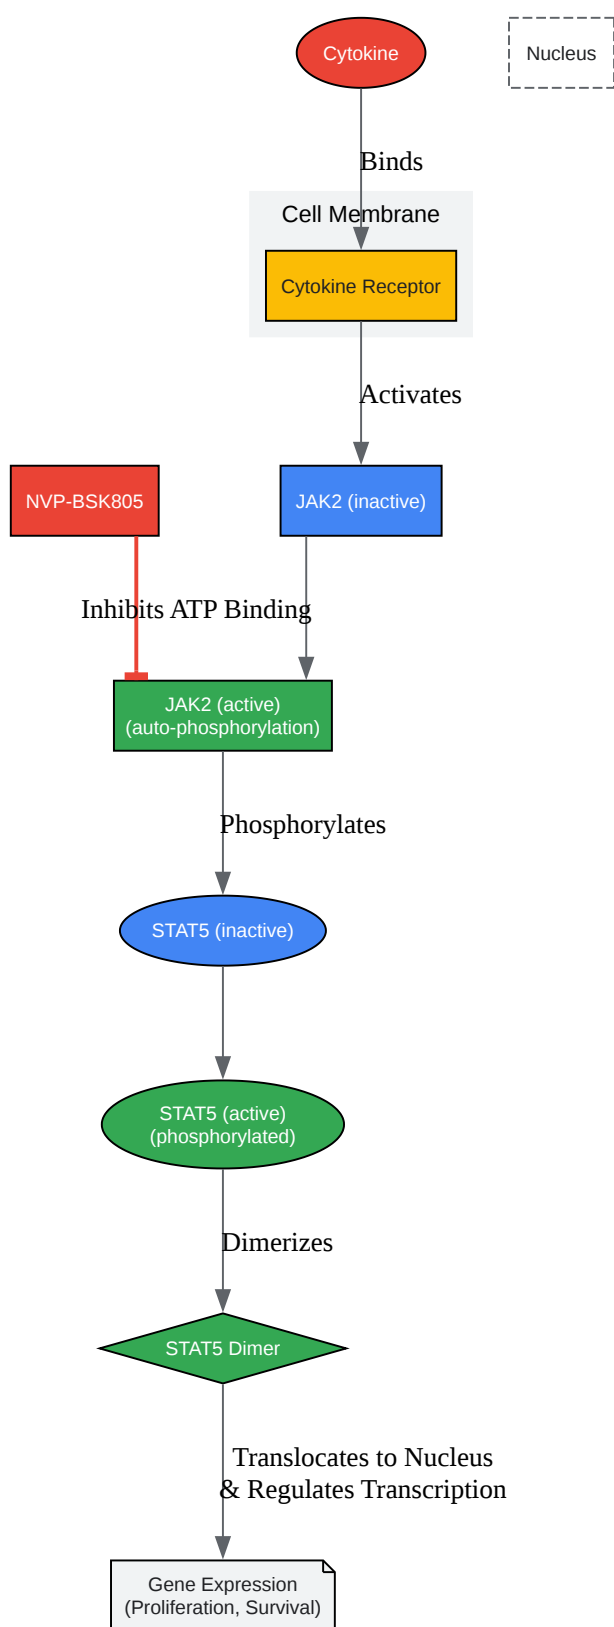 Cytokine
Nucleus
Binds
Cell Membrane
Cytokine Receptor
Activates
NVP-BSK805
JAK2 (inactive)
Inhibits ATP Binding
JAK2 (active)
(auto-phosphorylation)
Phosphorylates
STAT5 (inactive)
STAT5 (active)
(phosphorylated)
Dimerizes
STAT5 Dimer
Translocates to Nucleus
& Regulates Transcription
Gene Expression
(Proliferation, Survival)